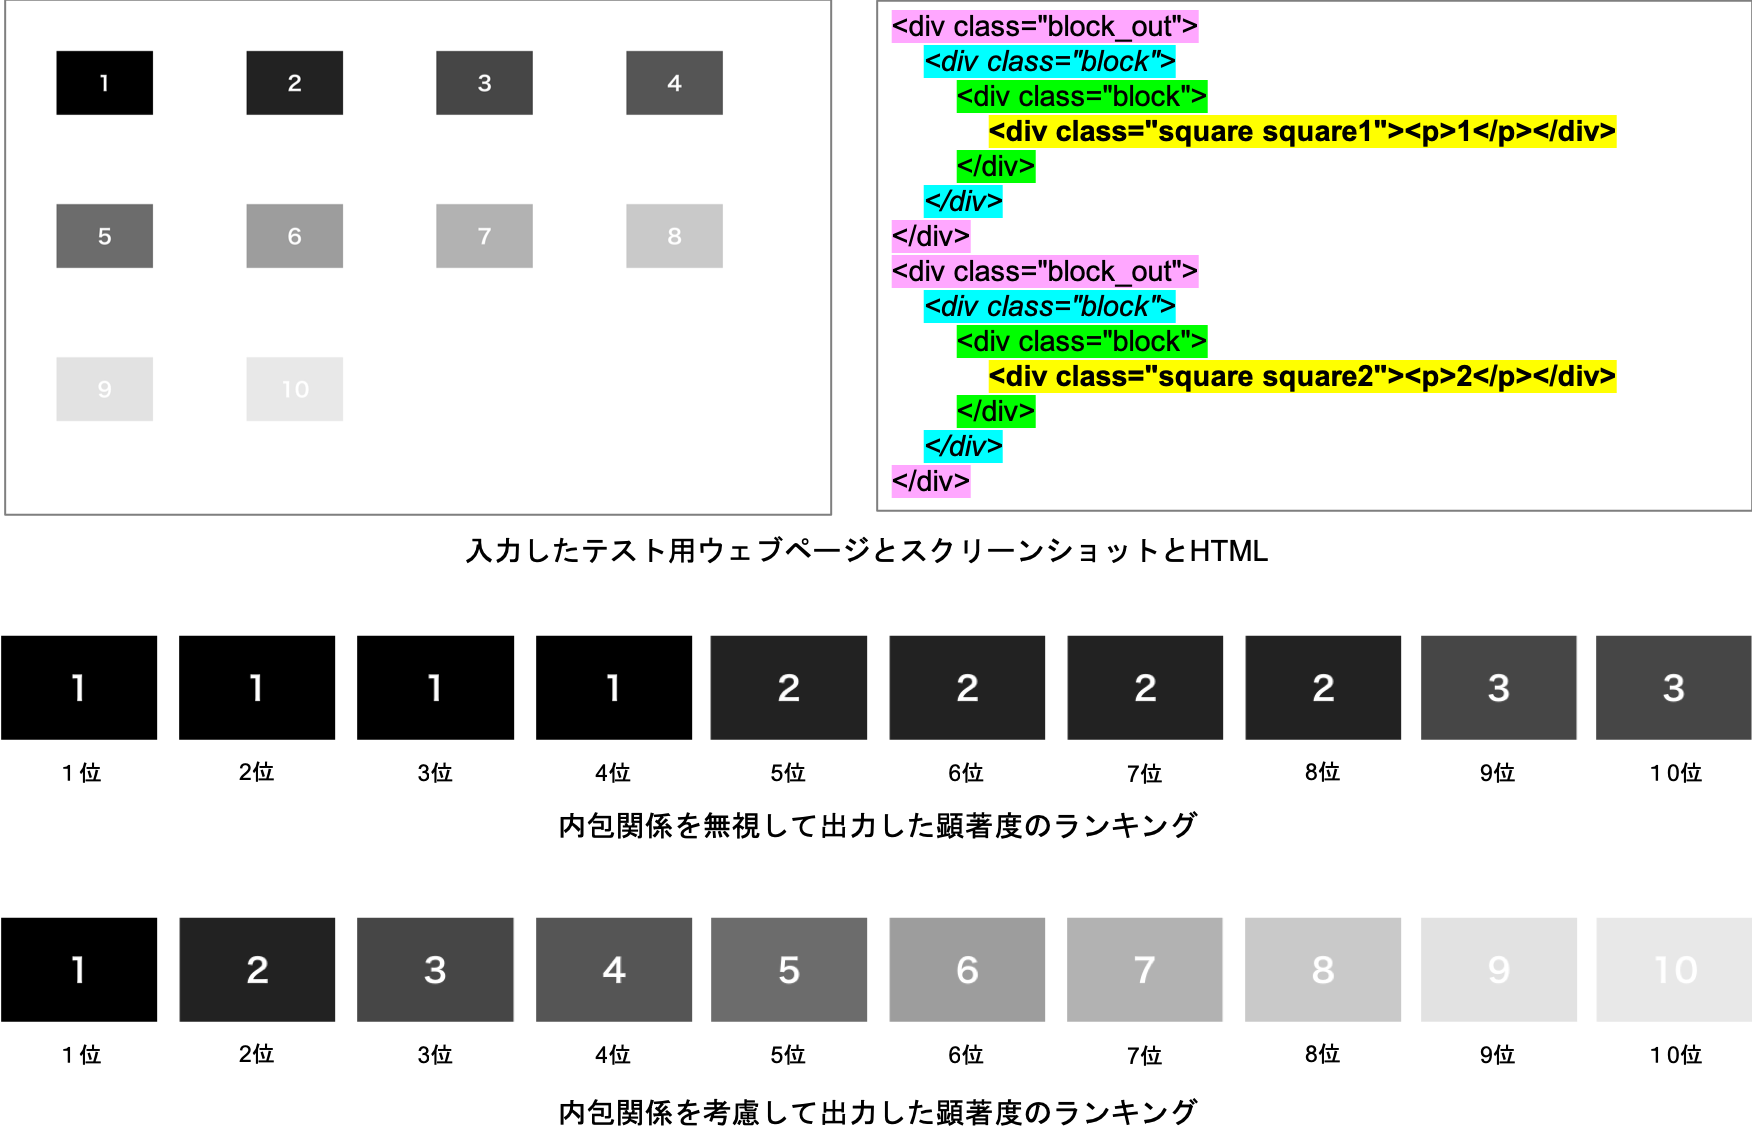 1 2 3 4
5 6 7 8
9 10
<div class="block_out">
<div class="block">
<div class="block">
<div class="square square1"><p>1</p></div>
</div>
</div>
</div>
<div class="block_out">
<div class="block">
<div class="block">
<div class="square square2"><p>2</p></div>
</div>
</div>
</div>
入力したテスト用ウェブページとスクリーンショットとHTML
1 1 1 1 2 2 2 2 3 3
１位 2位 3位 4位 5位 6位 7位 8位 9位 １0位
内包関係を無視して出力した顕著度のランキング
1 2 3 4 5 6 7 8 9 10
１位 2位 3位 4位 5位 6位 7位 8位 9位 １0位
内包関係を考慮して出力した顕著度のランキング